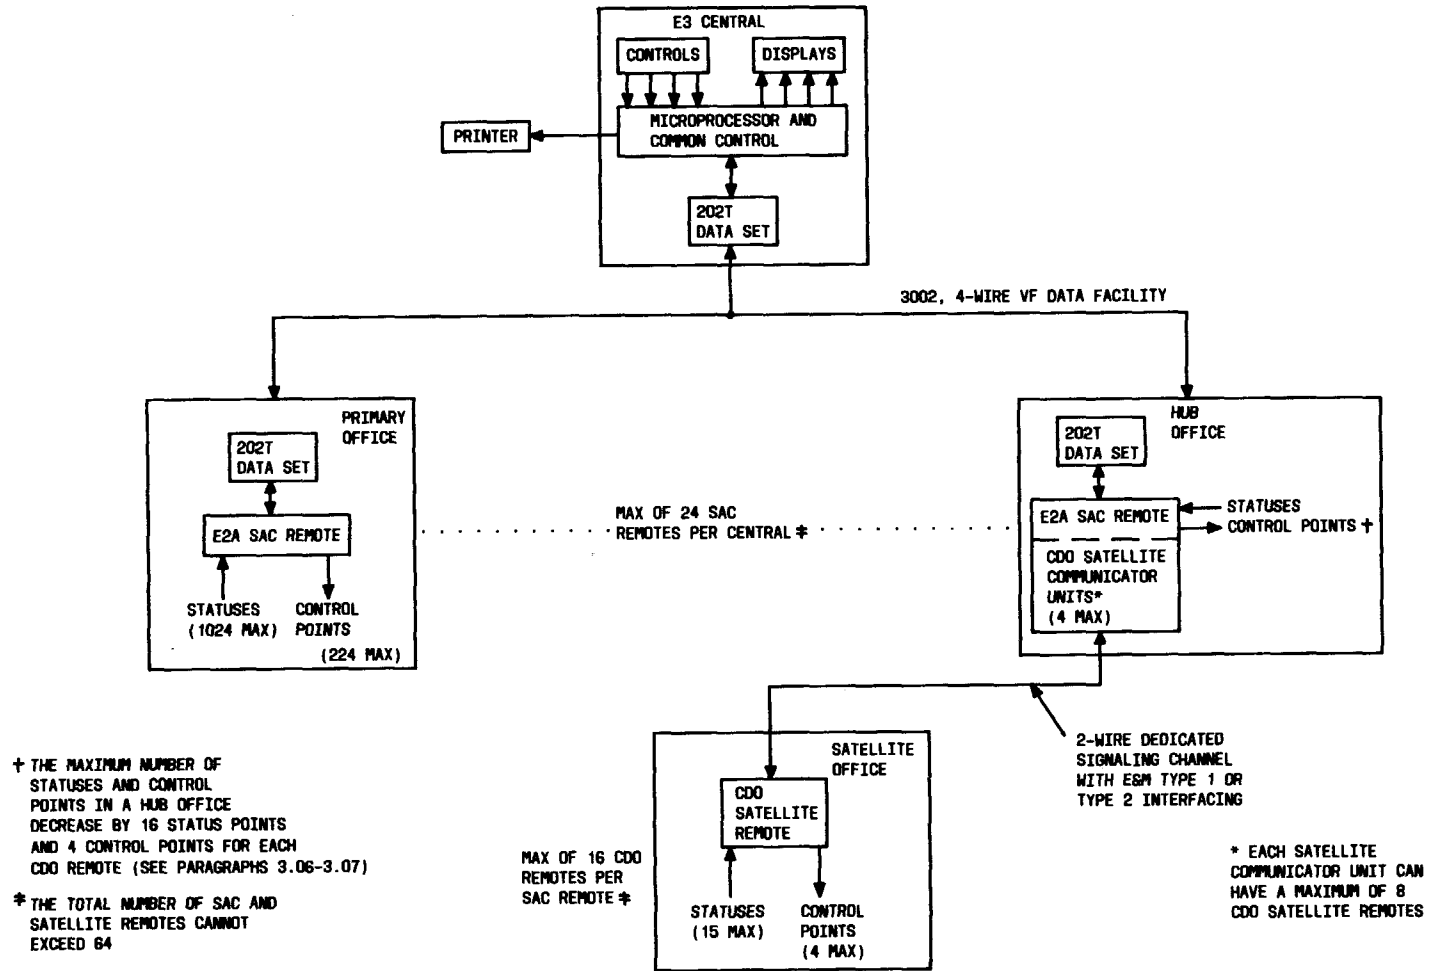 E3 CENTRAL
CONTROLS
DISPLAYS
MICROPROCESSOR AND
COMMON CONTROL
PRINTER
202T
DATA SET
3002, 4-WIRE VF DATA FACILITY
PRIMARY
OFFICE
202T
DATA SET
E2A SAC REMOTE
STATUSES
(1024 MAX)
CONTROL
POINTS
(224 MAX)
MAX OF 24 SAC
REMOTES PER CENTRAL ‡
HUB
OFFICE
202T
DATA SET
E2A SAC REMOTE
CDO SATELLITE
COMMUNICATOR
UNITS*
(4 MAX)
STATUSES
CONTROL POINTS †
2-WIRE DEDICATED
SIGNALING CHANNEL
WITH E&M TYPE 1 OR
TYPE 2 INTERFACING
SATELLITE
OFFICE
CDO
SATELLITE
REMOTE
STATUSES
(15 MAX)
CONTROL
POINTS
(4 MAX)
MAX OF 16 CDO
REMOTES PER
SAC REMOTE ‡
† THE MAXIMUM NUMBER OF
STATUSES AND CONTROL
POINTS IN A HUB OFFICE
DECREASE BY 16 STATUS POINTS
AND 4 CONTROL POINTS FOR EACH
CDO REMOTE (SEE PARAGRAPHS 3.06-3.07)
‡ THE TOTAL NUMBER OF SAC AND
SATELLITE REMOTES CANNOT
EXCEED 64
* EACH SATELLITE
COMMUNICATOR UNIT CAN
HAVE A MAXIMUM OF 8
CDO SATELLITE REMOTES